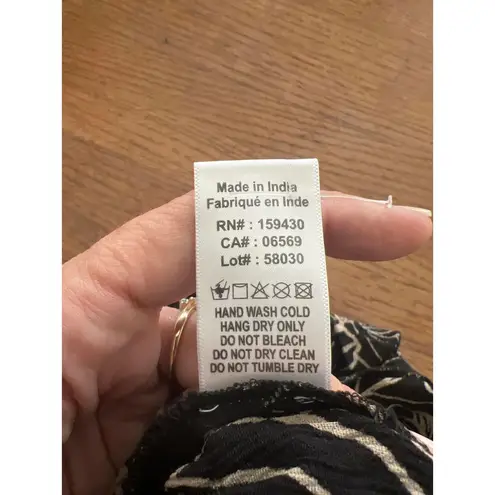 Made in India
Fabriqué en Inde
RN# : 159430
CA# : 06569
Lot# : 58030
HAND WASH COLD
HANG DRY ONLY
DO NOT BLEACH
DO NOT DRY CLEAN
DO NOT TUMBLE DRY